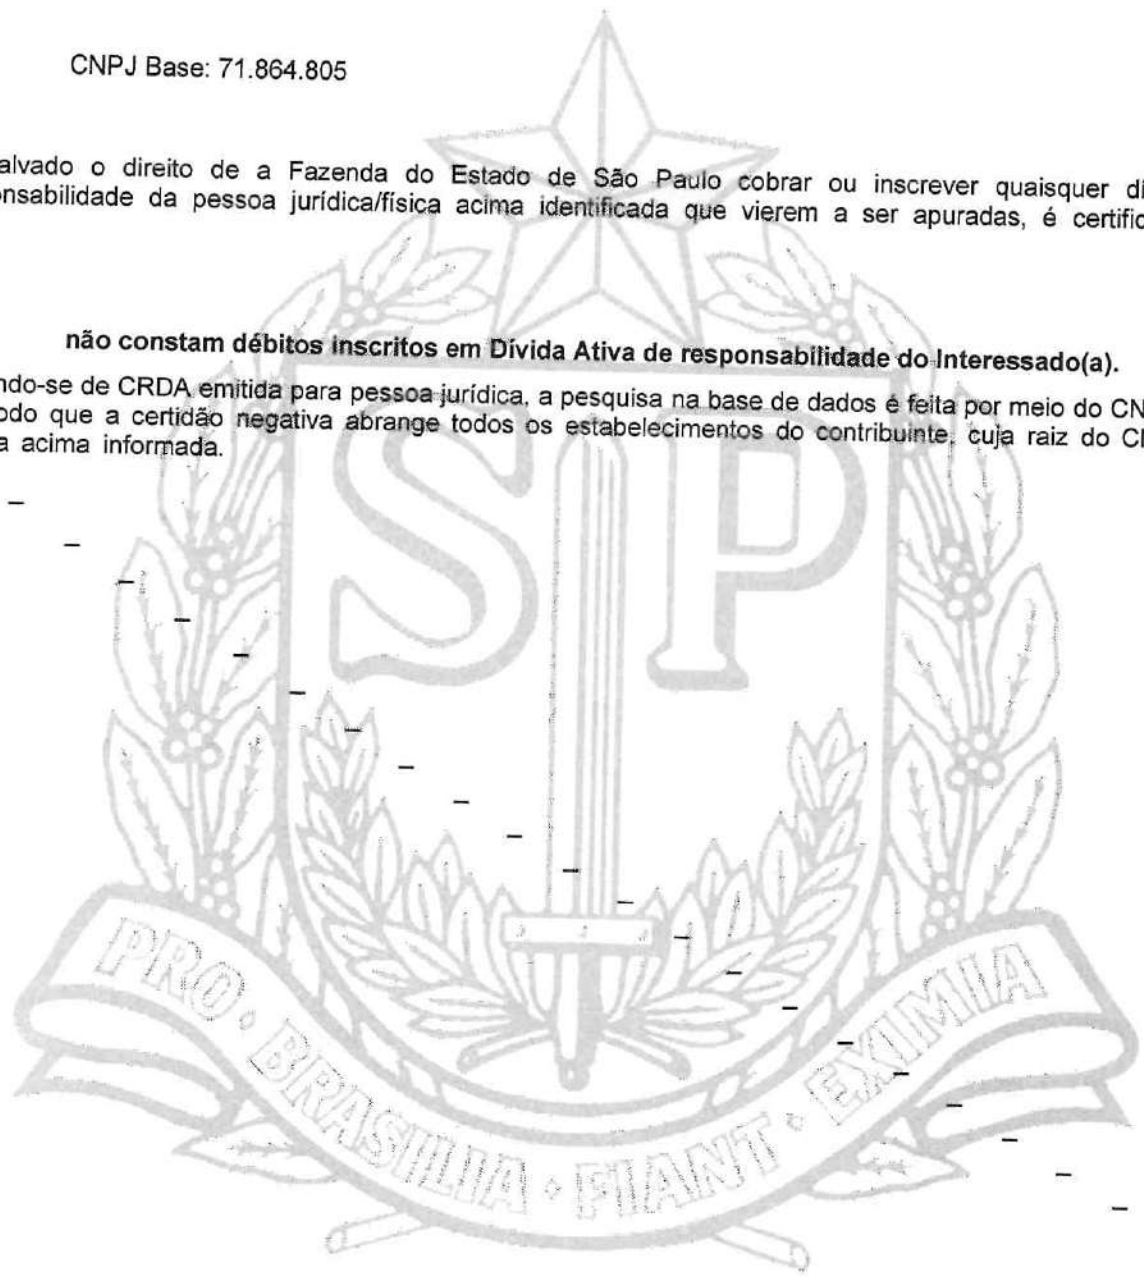 CNPJ Base: 71.864.805
alvado o direito de a Fazenda do Estado de São Paulo cobrar ou inscrever quaisquer dí
onsabilidade da pessoa jurídica/física acima identificada que vierem a ser apuradas, é certific
não constam débitos inscritos em Dívida Ativa de responsabilidade do Interessado(a).
ndo-se de CRDA emitida para pessoa jurídica, a pesquisa na base de dados é feita por meio do CN
odo que a certidão negativa abrange todos os estabelecimentos do contribuinte, cuja raiz do CN
a acima informada.
SP
PRO BRASILIA FIANT EXIMIA